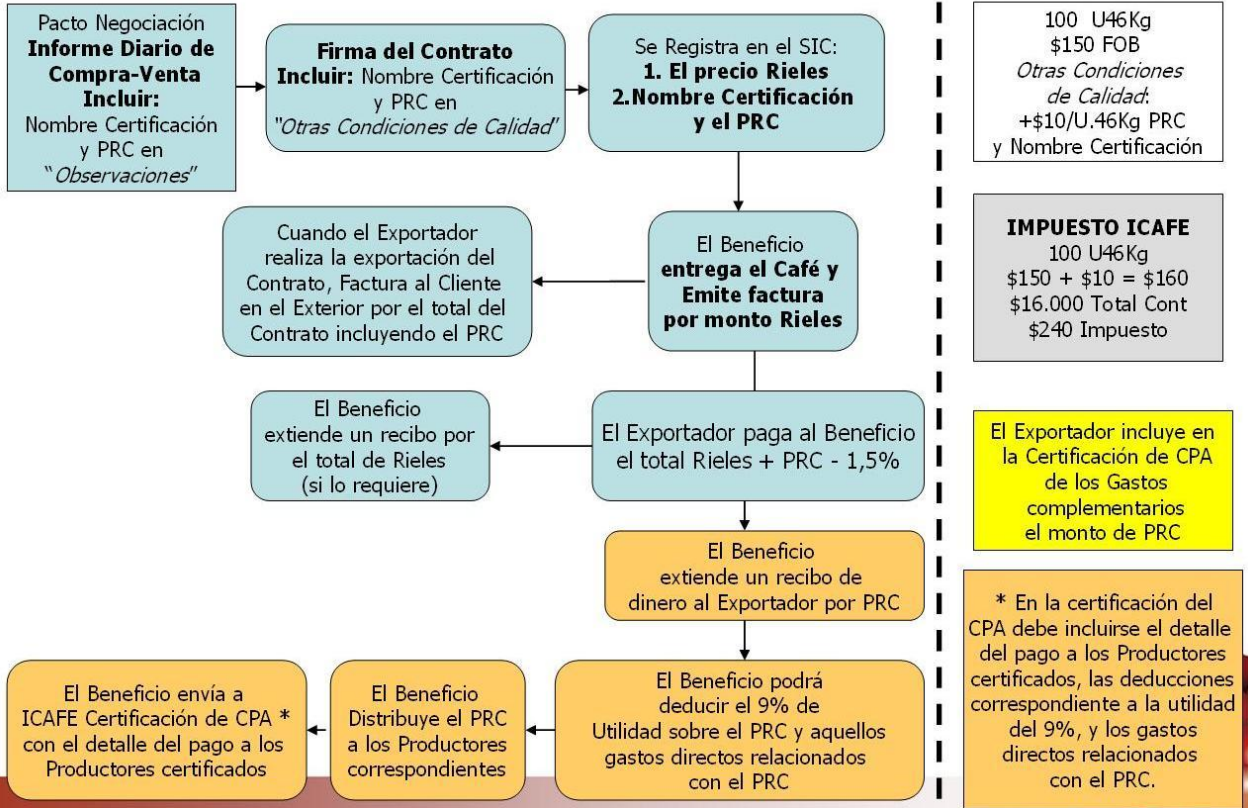 Pacto Negociación
Informe Diario de
Compra-Venta
Incluir:
Nombre Certificación
y PRC en
“Observaciones”
Firma del Contrato
Incluir: Nombre Certificación
y PRC en
“Otras Condiciones de Calidad”
Se Registra en el SIC:
1. El precio Rieles
2.Nombre Certificación
y el PRC
Cuando el Exportador
realiza la exportación del
Contrato, Factura al Cliente
en el Exterior por el total del
Contrato incluyendo el PRC
El Beneficio
entrega el Café y
Emite factura
por monto Rieles
El Beneficio
extiende un recibo por
el total de Rieles
(si lo requiere)
El Exportador paga al Beneficio
el total Rieles + PRC - 1,5%
El Beneficio
extiende un recibo de
dinero al Exportador por PRC
El Beneficio podrá
deducir el 9% de
Utilidad sobre el PRC y aquellos
gastos directos relacionados
con el PRC
El Beneficio
Distribuye el PRC
a los Productores
correspondientes
El Beneficio envía a
ICAFE Certificación de CPA *
con el detalle del pago a los
Productores certificados
100 U46Kg
$150 FOB
Otras Condiciones
de Calidad:
+$10/U.46Kg PRC
y Nombre Certificación
IMPUESTO ICAFE
100 U46Kg
$150 + $10 = $160
$16.000 Total Cont
$240 Impuesto
El Exportador incluye en
la Certificación de CPA
de los Gastos
complementarios
el monto de PRC
* En la certificación del
CPA debe incluirse el detalle
del pago a los Productores
certificados, las deducciones
correspondiente a la utilidad
del 9%, y los gastos
directos relacionados
con el PRC.